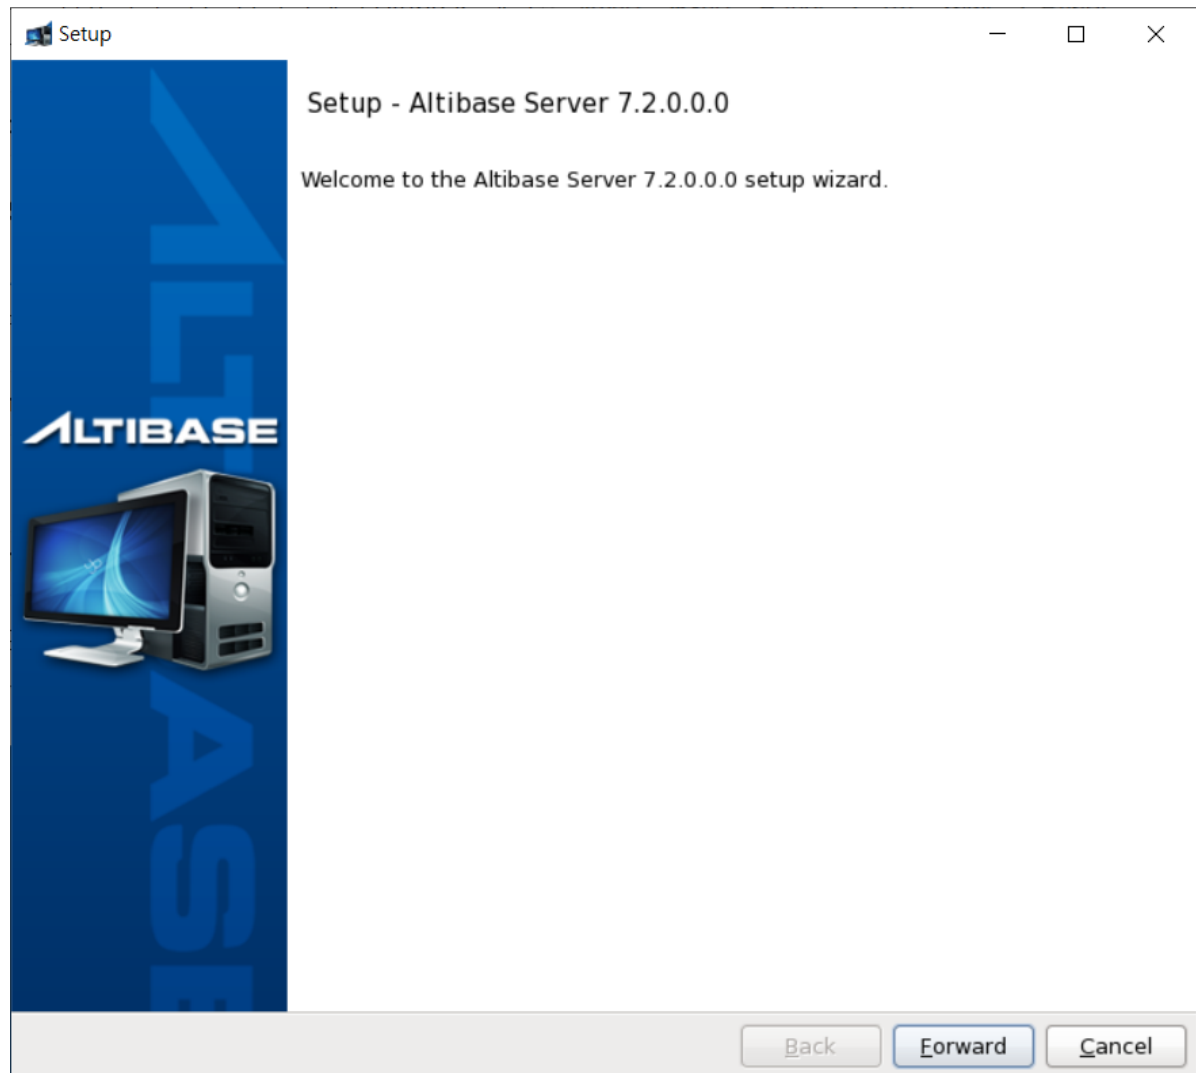 Setup
Setup - Altibase Server 7.2.0.0.0
Welcome to the Altibase Server 7.2.0.0.0 setup wizard.
ALTIBASE
ALTIBASE
Back
Forward
Cancel